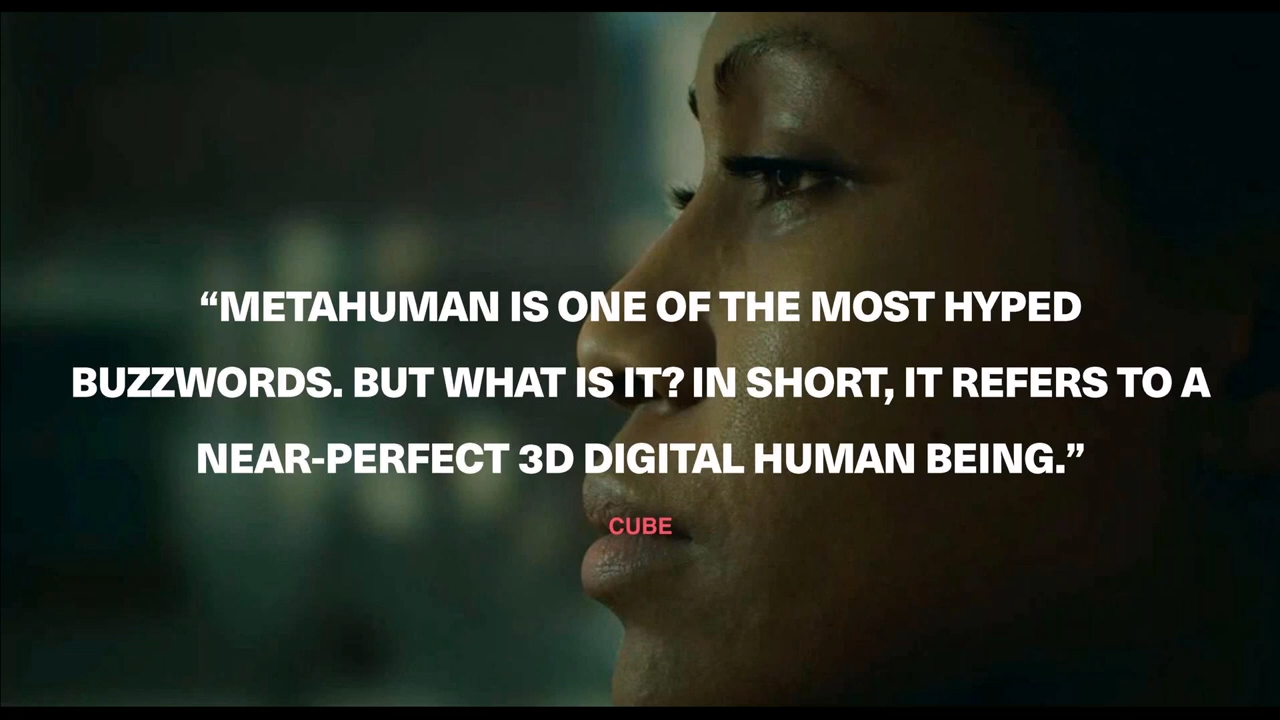 “METAHUMAN IS ONE OF THE MOST HYPED
BUZZWORDS. BUT WHAT IS IT? IN SHORT, IT REFERS TO A
NEAR-PERFECT 3D DIGITAL HUMAN BEING.”
CUBE